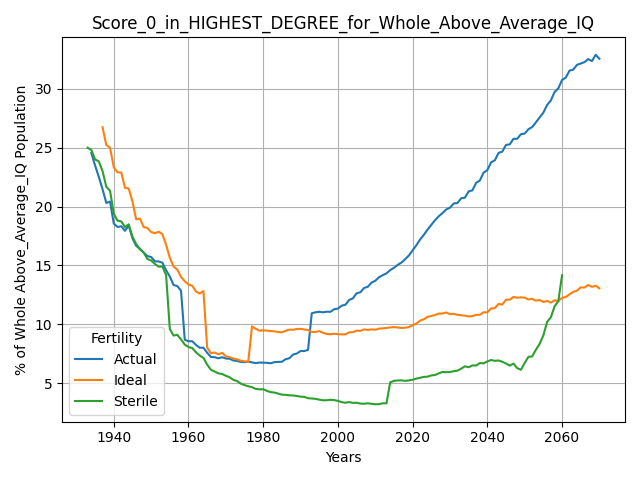 Score_0_in_HIGHEST_DEGREE_for_Whole_Above_Average_IQ
% of Whole Above_Average_IQ Population
30
25
20
15
10
5
Fertility
Actual
Ideal
Sterile
1940
1960
1980
2000
2020
2040
2060
Years